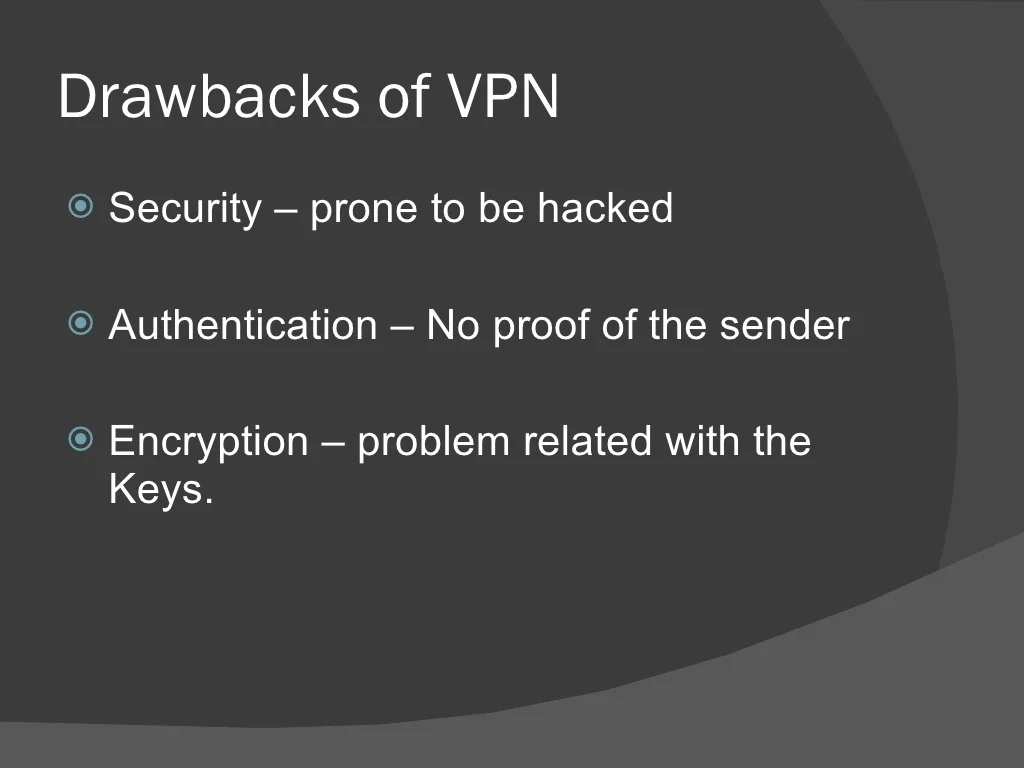 Drawbacks of VPN
Security – prone to be hacked
Authentication – No proof of the sender
Encryption – problem related with the
Keys.